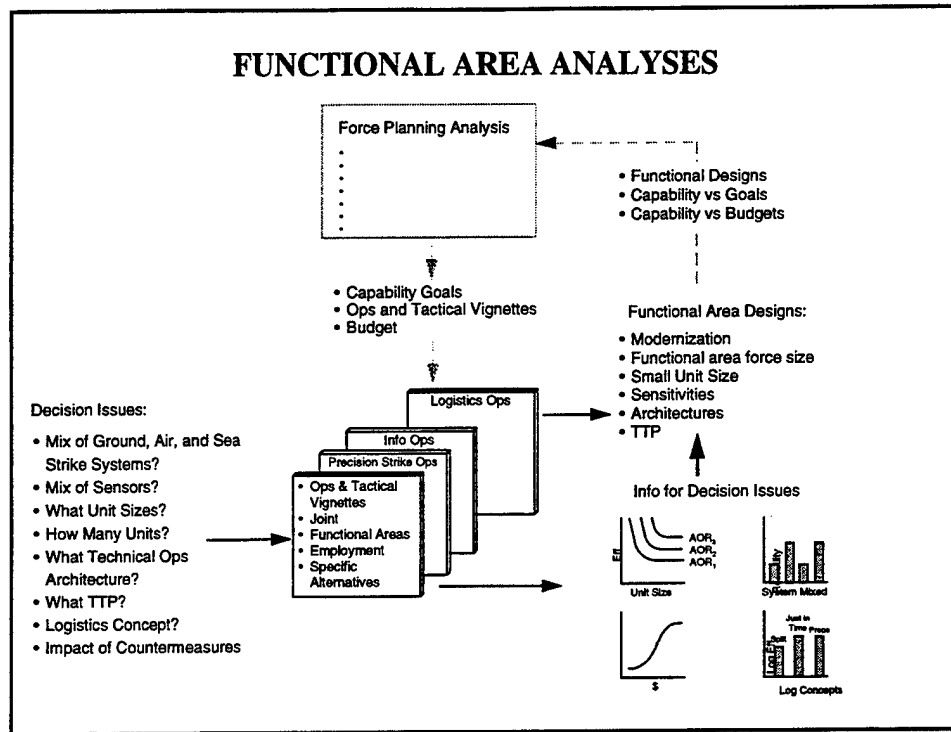 FUNCTIONAL AREA ANALYSES
Force Planning Analysis
•
•
•
•
•
•
•
• Functional Designs
• Capability vs Goals
• Capability vs Budgets
• Capability Goals
• Ops and Tactical Vignettes
• Budget
Functional Area Designs:
• Modernization
• Functional area force size
• Small Unit Size
• Sensitivities
• Architectures
• TTP
Decision Issues:
• Mix of Ground, Air, and Sea
Strike Systems?
• Mix of Sensors?
• What Unit Sizes?
• How Many Units?
• What Technical Ops
Architecture?
• What TTP?
• Logistics Concept?
• Impact of Countermeasures
Logistics Ops
Info Ops
Precision Strike Ops
• Ops & Tactical
Vignettes
• Joint
• Functional Areas
• Employment
• Specific
Alternatives
Info for Decision Issues
Eff
AOR3
AOR2
AOR1
Unit Size
System Mixed
$
Log Eff
Split
Just in
Time
Log Concepts